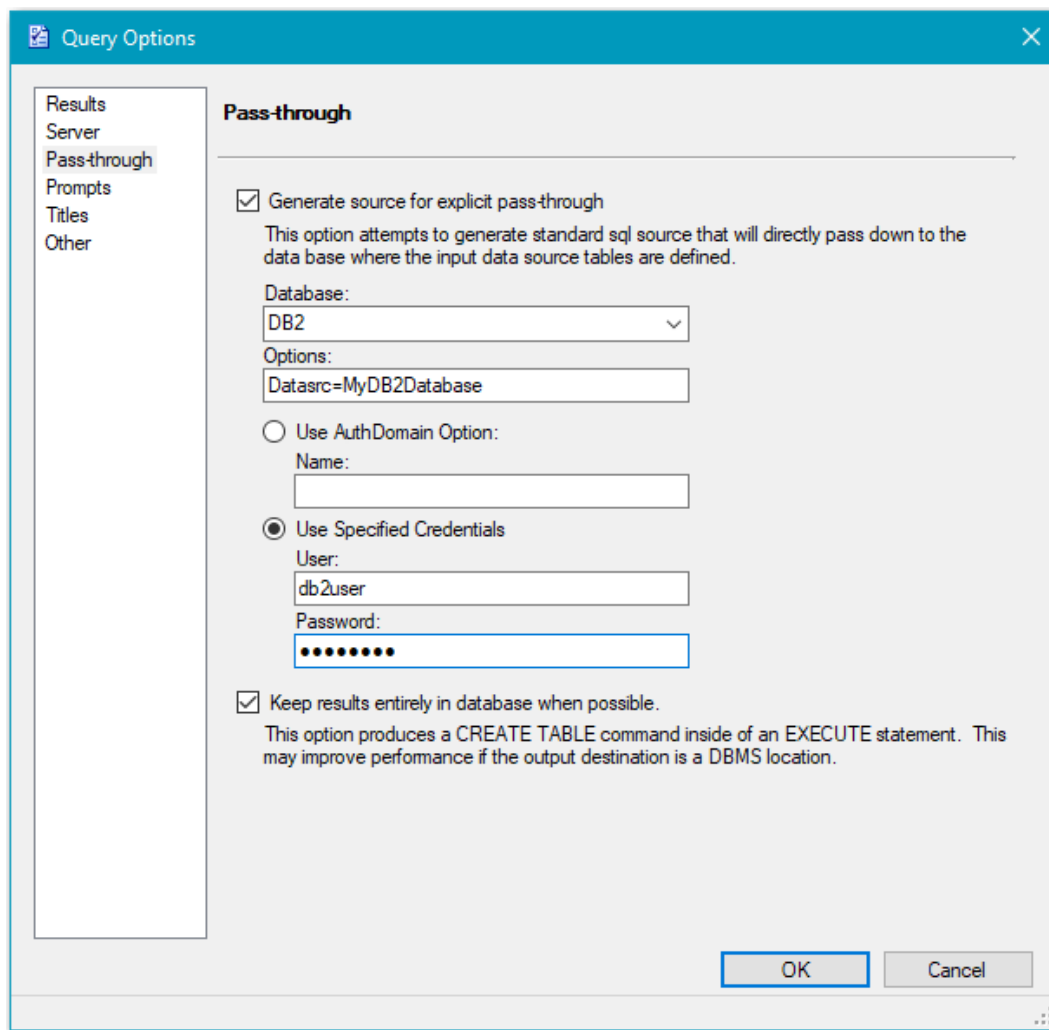 Query Options
Results
Server
Pass-through
Prompts
Titles
Other
Pass-through
Generate source for explicit pass-through
This option attempts to generate standard sql source that will directly pass down to the
data base where the input data source tables are defined.
Database:
DB2
Options:
Datasrc=MyDB2Database
Use AuthDomain Option:
Name:
Use Specified Credentials
User:
db2user
Password:
●●●●●●●●
Keep results entirely in database when possible.
This option produces a CREATE TABLE command inside of an EXECUTE statement.  This
may improve performance if the output destination is a DBMS location.
OK
Cancel